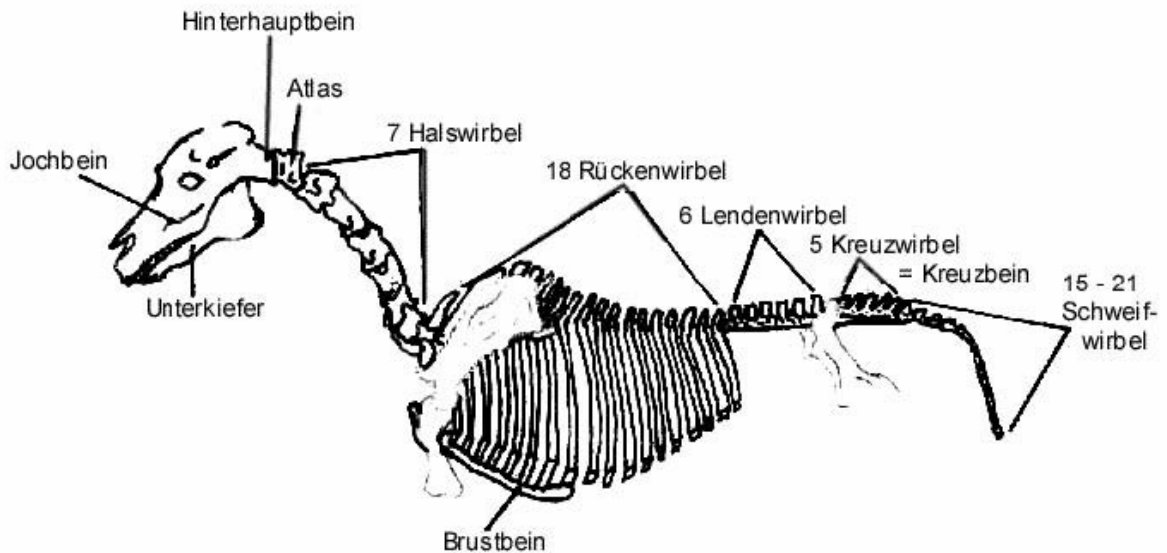 Hinterhauptbein
Atlas
7 Halswirbel
Jochbein
18 Rückenwirbel
6 Lendenwirbel
5 Kreuzwirbel
= Kreuzbein
15 - 21
Schweif-
wirbel
Unterkiefer
Brustbein